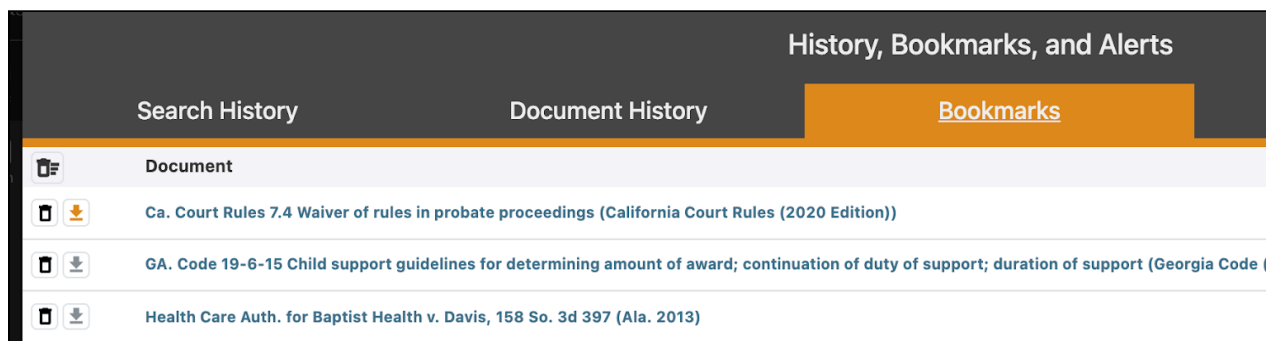 History, Bookmarks, and Alerts
Search History Document History Bookmarks
Document
Ca. Court Rules 7.4 Waiver of rules in probate proceedings (California Court Rules (2020 Edition))
GA. Code 19-6-15 Child support guidelines for determining amount of award; continuation of duty of support; duration of support (Georgia Code (
Health Care Auth. for Baptist Health v. Davis, 158 So. 3d 397 (Ala. 2013)